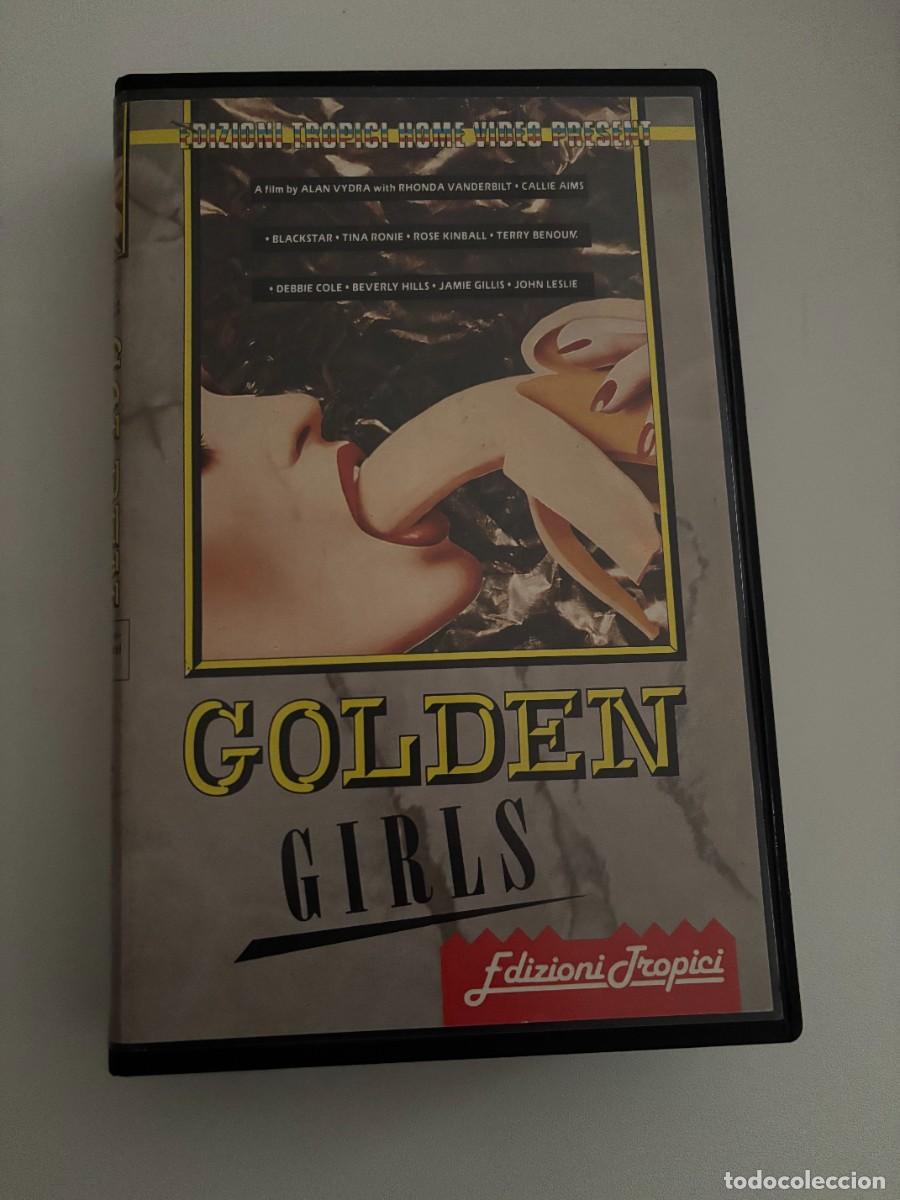 EDIZIONI TROPICI HOME VIDEO PRESENT
A film by ALAN VYDRA with RHONDA VANDERBILT • CALLIE AIMS
• BLACKSTAR • TINA RONIE • ROSE KINBALL • TERRY BENOUM
• DEBBIE COLE • BEVERLY HILLS • JAMIE GILLIS • JOHN LESLIE
GOLDEN
GIRLS
Edizioni Tropici
todocoleccion